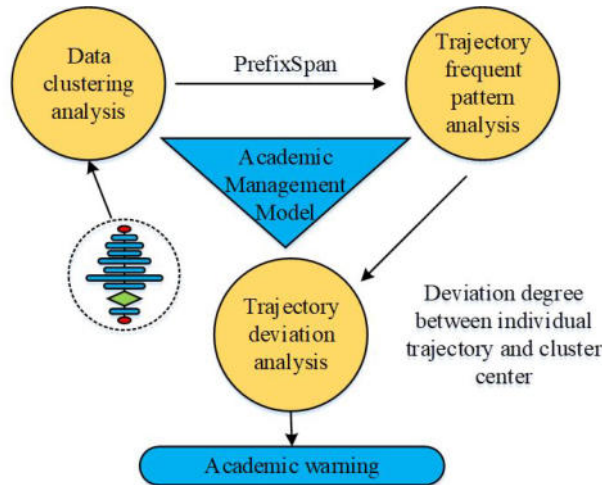 Data
clustering
analysis
PrefixSpan
Trajectory
frequent
pattern
analysis
Academic
Management
Model
Trajectory
deviation
analysis
Deviation degree
between individual
trajectory and cluster
center
Academic warning